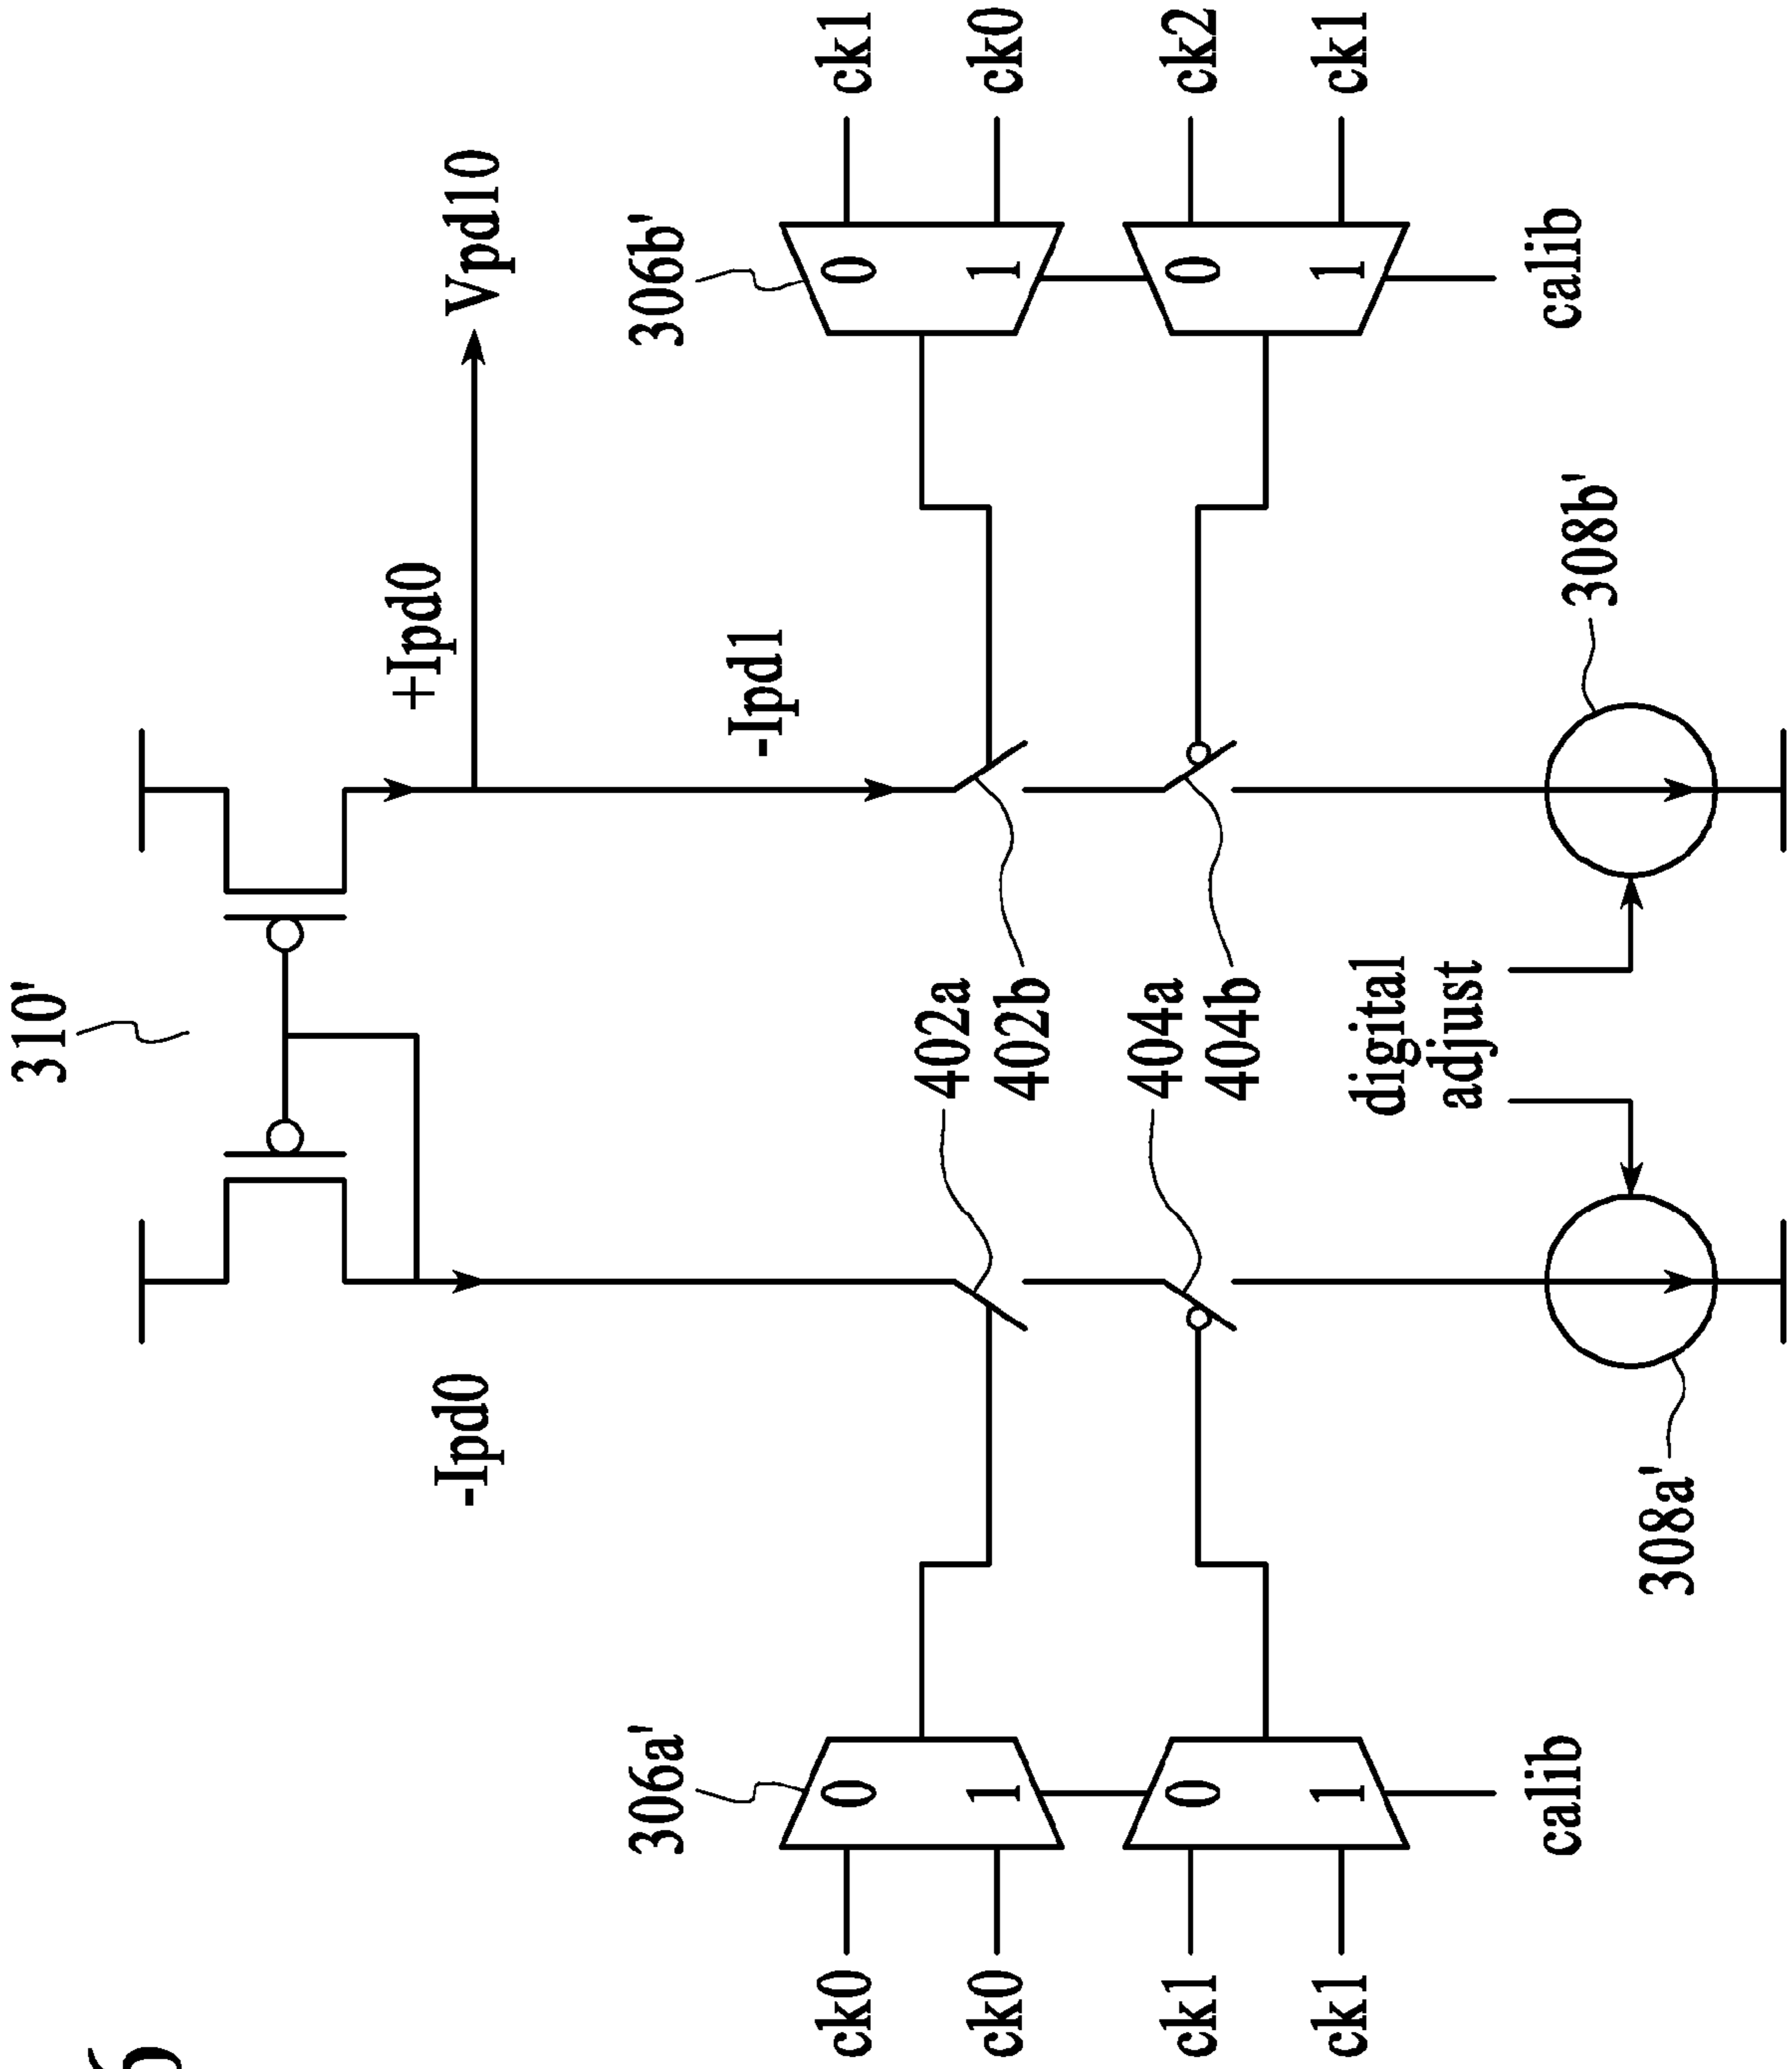 310'
+Ipd0
Vpd10
-Ipd0
-Ipd1
306a'
306b'
ck0
0
0
ck1
ck0
1
1
ck0
402a
402b
ck1
0
0
ck2
ck1
1
1
ck1
404a
404b
calib
digital
adjust
calib
308a'
308b'